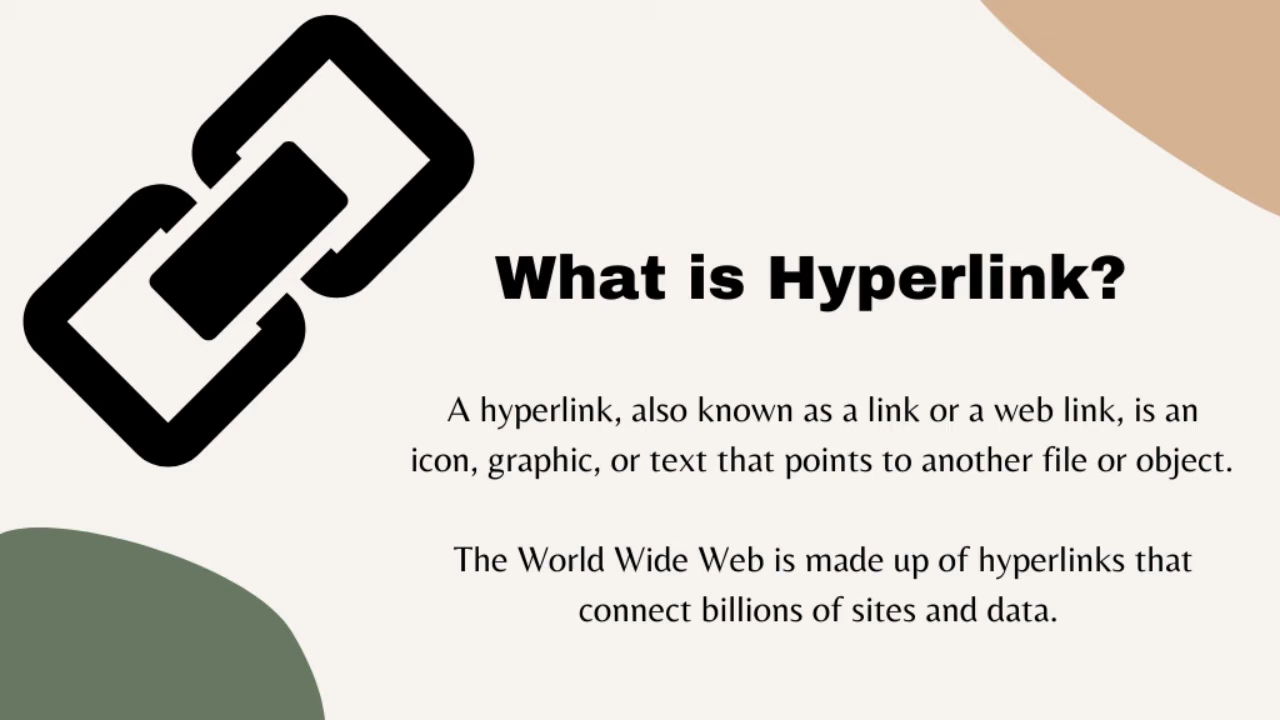 What is Hyperlink?
A hyperlink, also known as a link or a web link, is an
icon, graphic, or text that points to another file or object.
The World Wide Web is made up of hyperlinks that
connect billions of sites and data.